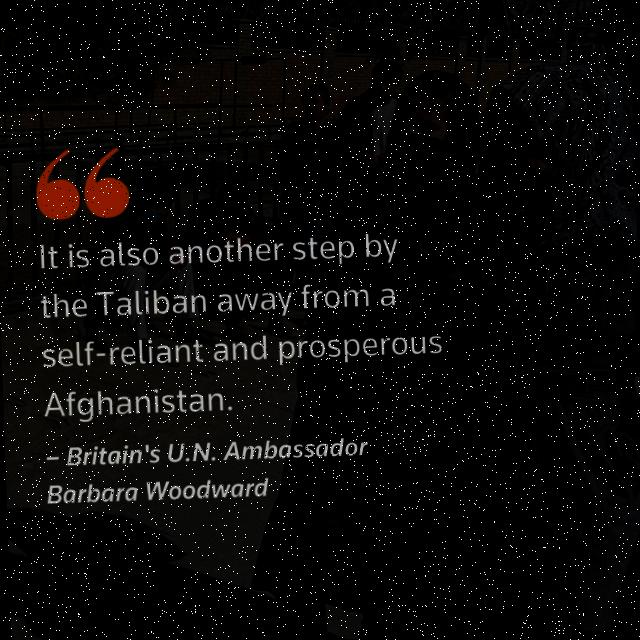 It is also another step by
the Taliban away from a
self-reliant and prosperous
Afghanistan.
– Britain's U.N. Ambassador
Barbara Woodward